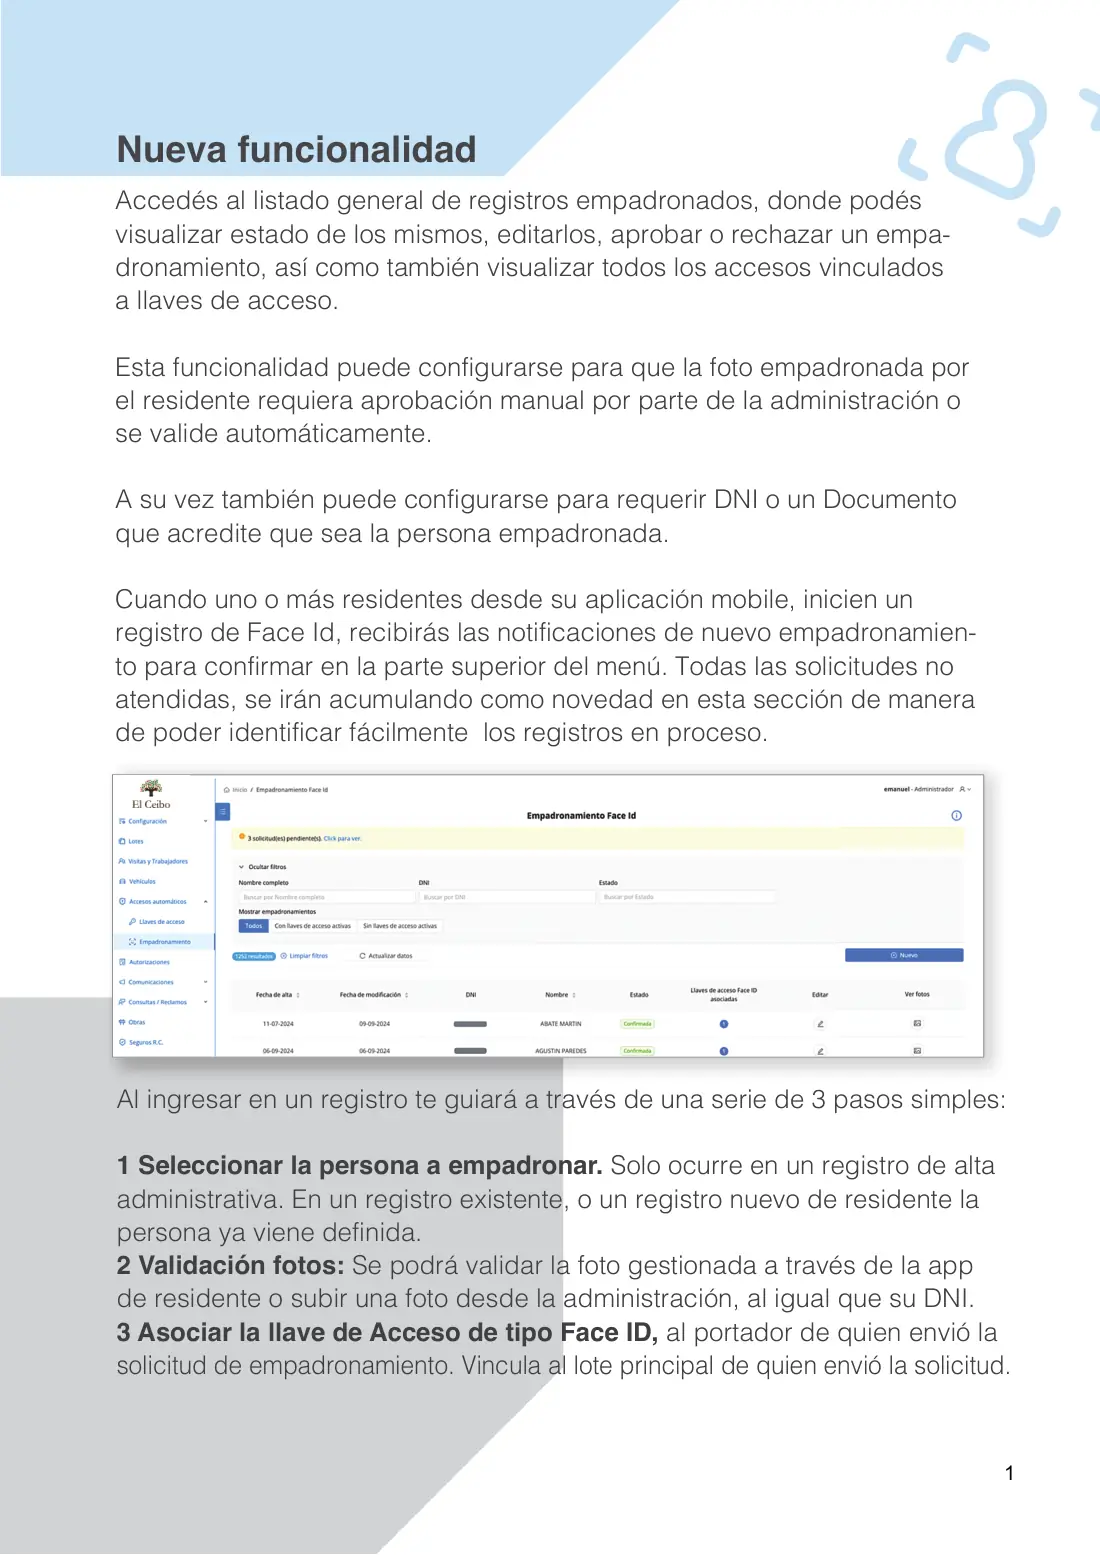 Nueva funcionalidad
Accedés al listado general de registros empadronados, donde podés
visualizar estado de los mismos, editarlos, aprobar o rechazar un empa-
dronamiento, así como también visualizar todos los accesos vinculados
a llaves de acceso.
Esta funcionalidad puede configurarse para que la foto empadronada por
el residente requiera aprobación manual por parte de la administración o
se valide automáticamente.
A su vez también puede configurarse para requerir DNI o un Documento
que acredite que sea la persona empadronada.
Cuando uno o más residentes desde su aplicación mobile, inicien un
registro de Face Id, recibirás las notificaciones de nuevo empadronamien-
to para confirmar en la parte superior del menú. Todas las solicitudes no
atendidas, se irán acumulando como novedad en esta sección de manera
de poder identificar fácilmente  los registros en proceso.
El Ceibo
Configuración
Lotes
Visitas y Trabajadores
Vehículos
Accesos automáticos
Llaves de acceso
Empadronamiento
Autorizaciones
Comunicaciones
Consultas / Reclamos
Obras
Seguros R.C.
Inicio / Empadronamiento Face Id
emanuel - Administrador
Empadronamiento Face Id
3 solicitud(es) pendiente(s). Click para ver.
Ocultar filtros
Nombre completo DNI Estado
Buscar por Nombre completo Buscar por DNI Buscar por Estado
Mostrar empadronamientos
Todos Con llaves de acceso activas Sin llaves de acceso activas
1252 resultados Limpiar filtros Actualizar datos Nuevo
Fecha de alta Fecha de modificación DNI Nombre Estado Llaves de acceso Face ID asociadas Editar Ver fotos
11-07-2024 09-09-2024 ABATE MARTIN Confirmada 1
06-09-2024 06-09-2024 AGUSTIN PAREDES Confirmada 1
Al ingresar en un registro te guiará a través de una serie de 3 pasos simples:
1 Seleccionar la persona a empadronar. Solo ocurre en un registro de alta
administrativa. En un registro existente, o un registro nuevo de residente la
persona ya viene definida.
2 Validación fotos: Se podrá validar la foto gestionada a través de la app
de residente o subir una foto desde la administración, al igual que su DNI.
3 Asociar la llave de Acceso de tipo Face ID, al portador de quien envió la
solicitud de empadronamiento. Vincula al lote principal de quien envió la solicitud.
1